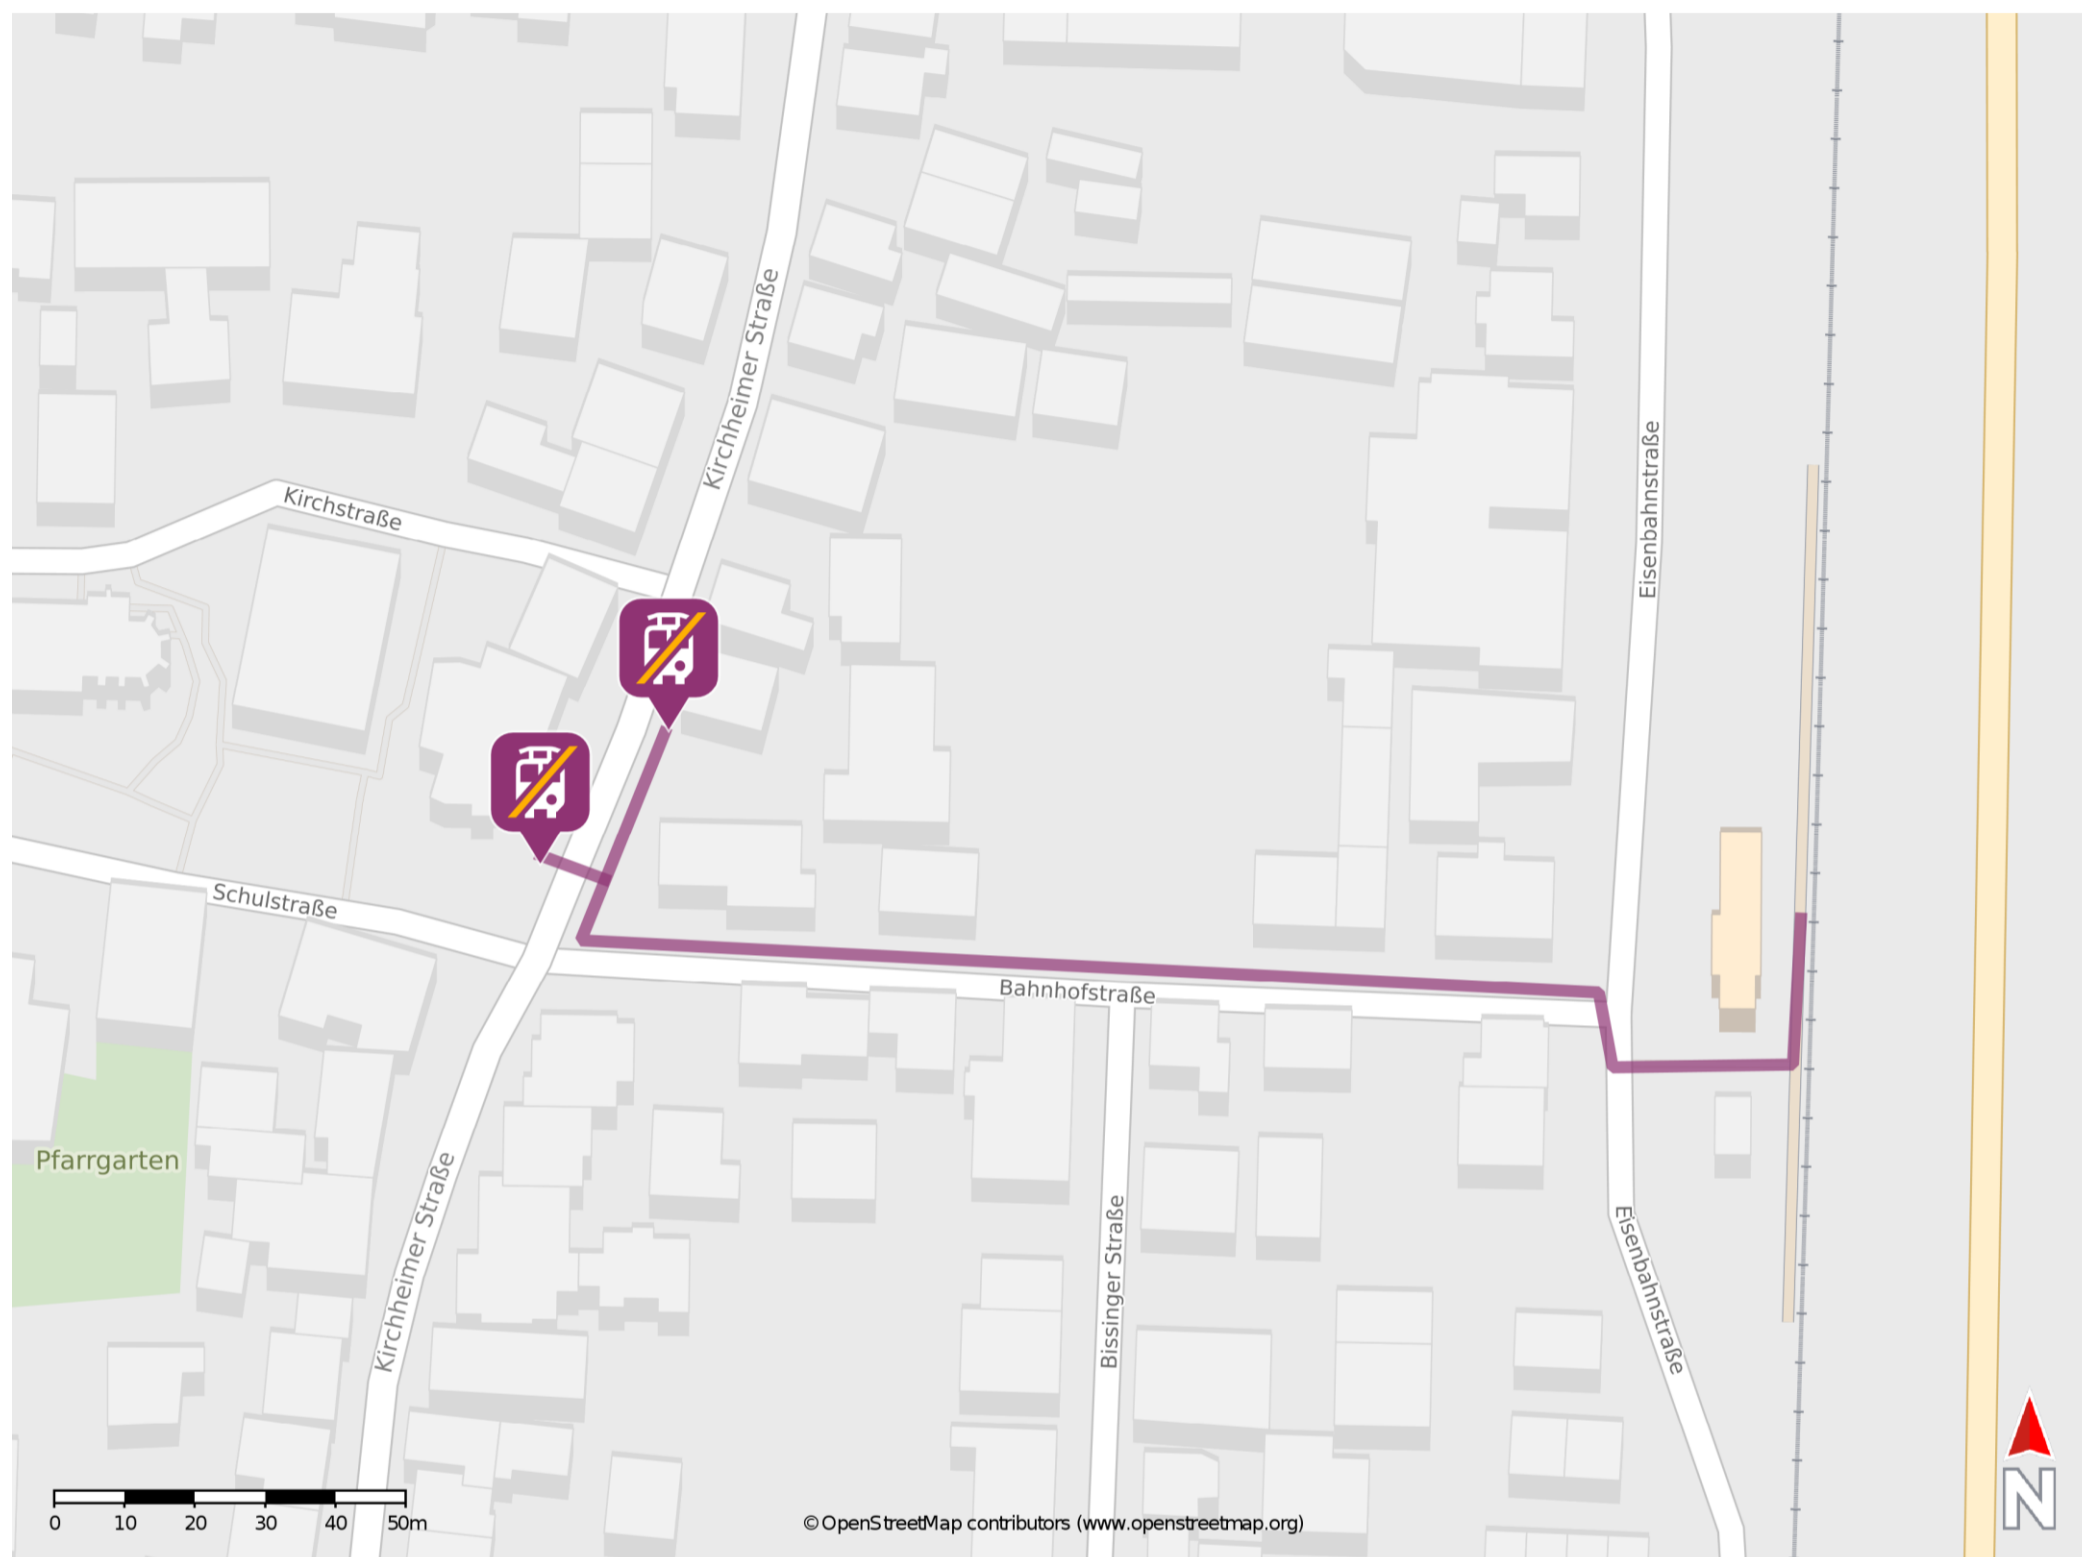 Kirchheimer Straße
Eisenbahnstraße
Kirchstraße
Schulstraße
Bahnhofstraße
Pfarrgarten
Kirchheimer Straße
Bissinger Straße
Eisenbahnstraße
N
0 10 20 30 40 50m
© OpenStreetMap contributors (www.openstreetmap.org)